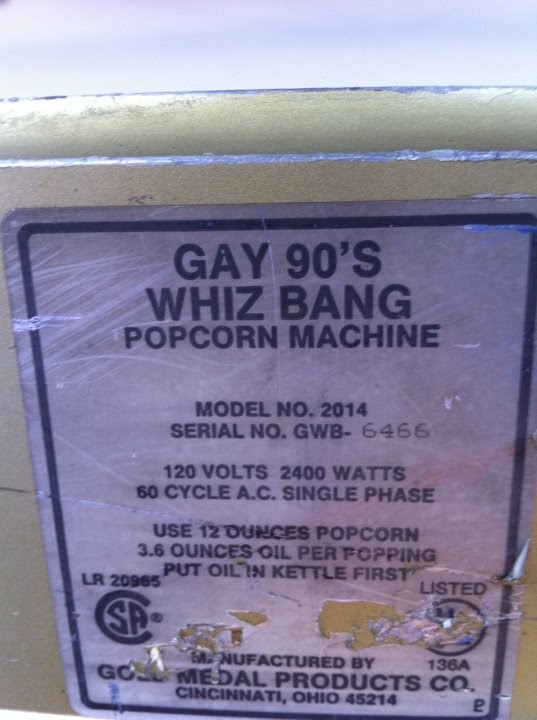 GAY 90'S
WHIZ BANG
POPCORN MACHINE
MODEL NO. 2014
SERIAL NO. GWB- 6466
120 VOLTS 2400 WATTS
60 CYCLE A.C. SINGLE PHASE
USE 12 OUNCES POPCORN
3.6 OUNCES OIL PER POPPING
PUT OIL IN KETTLE FIRST
LR 20965
LISTED
SA ®
MANUFACTURED BY
136A
GOLD MEDAL PRODUCTS CO.
CINCINNATI, OHIO 45214